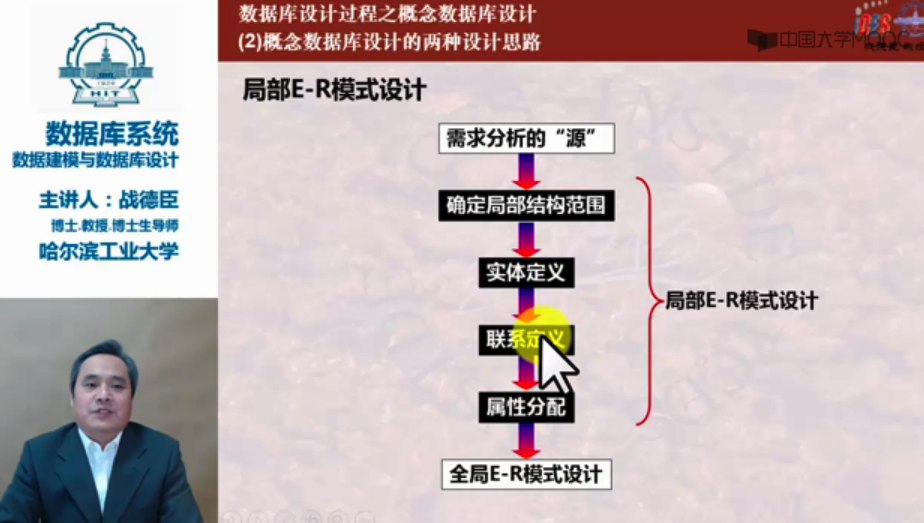 数据库设计过程之概念数据库设计
(2)概念数据库设计的两种设计思路
中国大学MOOC
HIT
数据库系统
数据建模与数据库设计
主讲人：战德臣
博士.教授.博士生导师
哈尔滨工业大学
局部E-R模式设计
需求分析的“源”
确定局部结构范围
实体定义
联系定义
属性分配
全局E-R模式设计
局部E-R模式设计